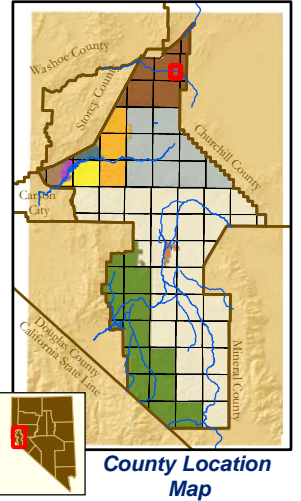 Washoe County
Storey County
Churchill County
Carson
City
Douglas County
California State Line
Mineral County
County Location
Map